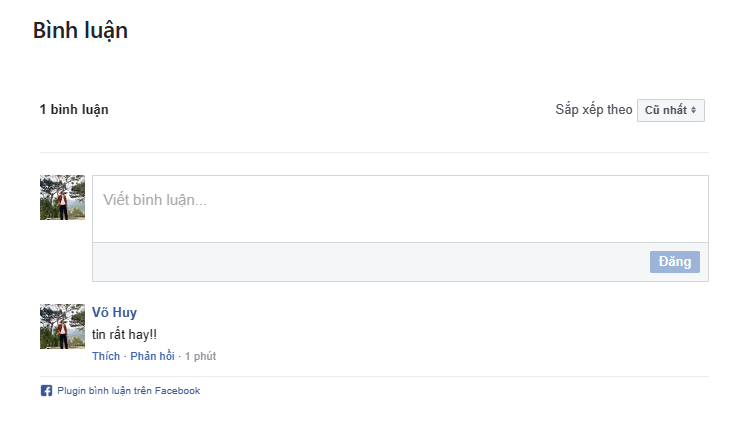 Bình luận
1 bình luận
Sắp xếp theo Cũ nhất
Viết bình luận...
Đăng
Võ Huy
tin rất hay!!
Thích · Phản hồi · 1 phút
Plugin bình luận trên Facebook